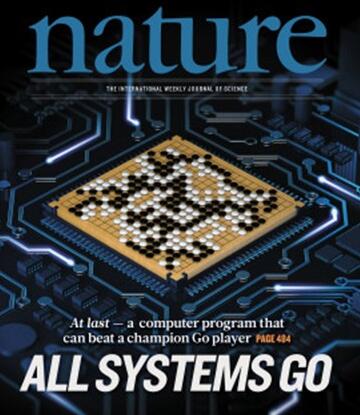 nature
THE INTERNATIONAL WEEKLY JOURNAL OF SCIENCE
At last — a computer program that
can beat a champion Go player PAGE 484
ALL SYSTEMS GO